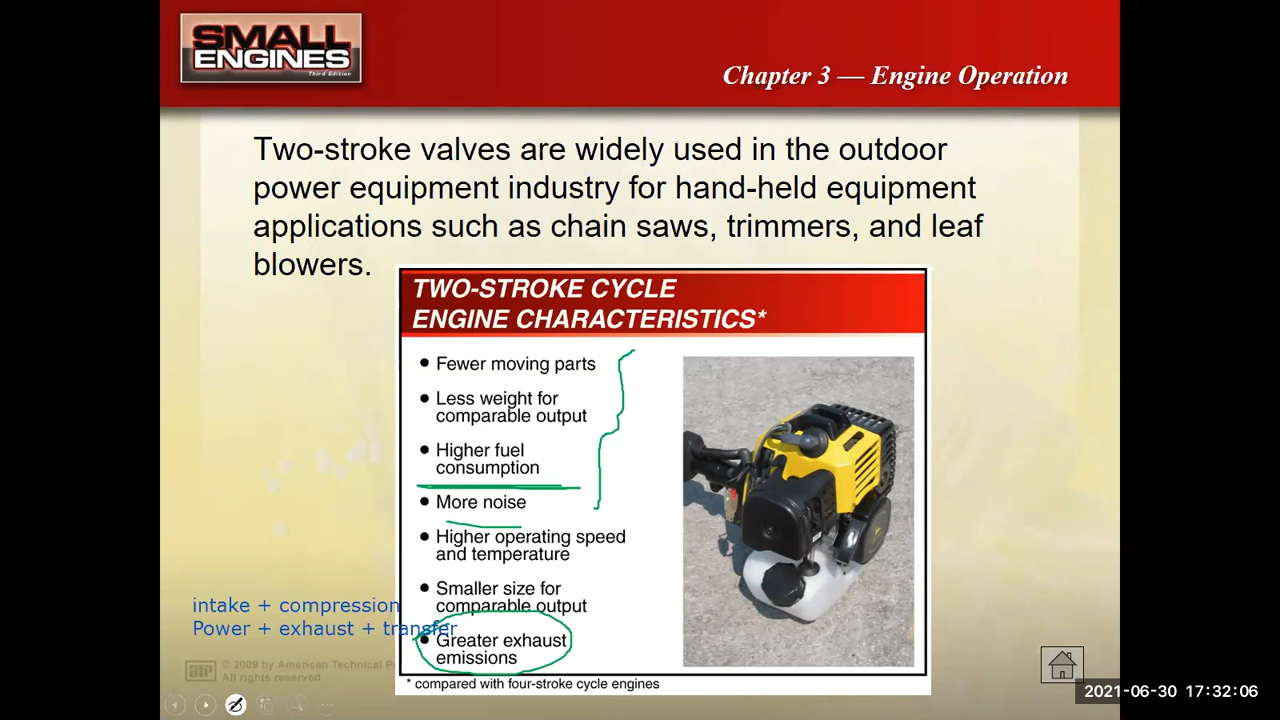 SMALL
ENGINES
Third Edition
Chapter 3 — Engine Operation
Two-stroke valves are widely used in the outdoor
power equipment industry for hand-held equipment
applications such as chain saws, trimmers, and leaf
blowers.
TWO-STROKE CYCLE
ENGINE CHARACTERISTICS*
• Fewer moving parts
• Less weight for
comparable output
• Higher fuel
consumption
• More noise
• Higher operating speed
and temperature
• Smaller size for
comparable output
• Greater exhaust
emissions
* compared with four-stroke cycle engines
intake + compression
Power + exhaust + transfer
© 2009 by American Technical
All rights reserved
2021-06-30 17:32:06